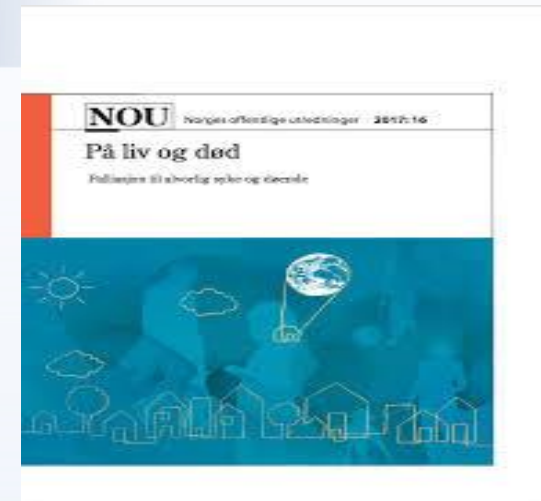 NOU Norges offentlige utredninger 2017: 16
På liv og død
Palliasjon til alvorlig syke og døende